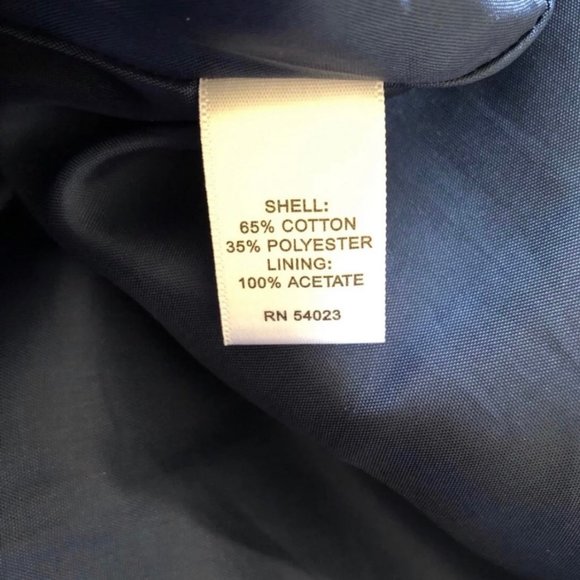 SHELL:
65% COTTON
35% POLYESTER
LINING:
100% ACETATE
RN 54023